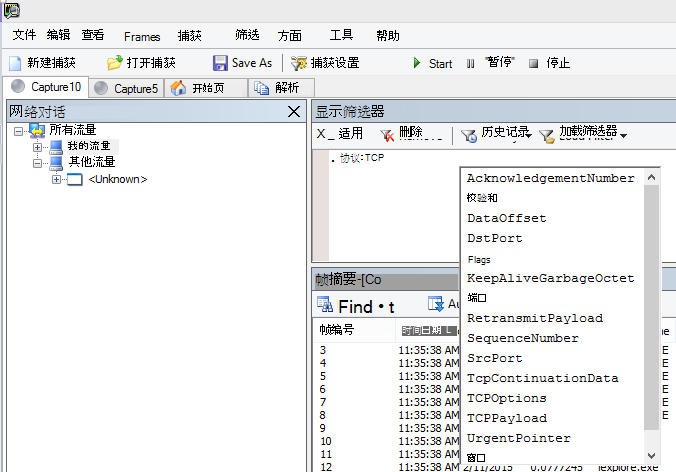 文件 编辑 查看 Frames 捕获 筛选 方面 工具 帮助
新建捕获 打开捕获 Save As 捕获设置 Start "暂停" 停止
Capture10 Capture5 开始页 解析
网络对话
所有流量
我的流量
其他流量
<Unknown>
显示筛选器
X _ 适用 删除 历史记录 加载筛选器
. 协议:TCP
AcknowledgementNumber
校验和
DataOffset
DstPort
Flags
KeepAliveGarbageOctet
端口
RetransmitPayload
SequenceNumber
SrcPort
TcpContinuationData
TCPOptions
TCPPayload
UrgentPointer
窗口
帧摘要-[Co
Find · t Au
帧编号 时间日期 L me
3 11:35:38 AM E
4 11:35:38 AM E
5 11:35:38 AM E
6 11:35:38 AM E
7 11:35:38 AM E
8 11:35:38 AM E
9 11:35:38 AM
10 11:35:38 AM
11 11:35:38 AM
12 11:35:38 AM 2/11/2015 0.0777245 iexplore.exe